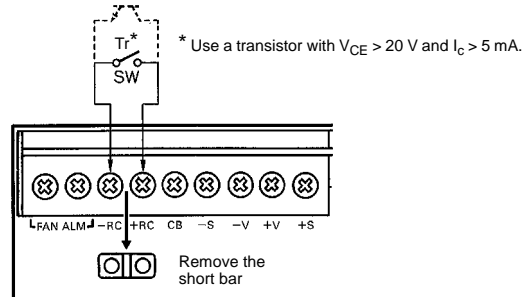 Tr*
SW
* Use a transistor with VCE > 20 V and Ic > 5 mA.
FAN ALM -RC +RC CB -S -V +V +S
Remove the
short bar